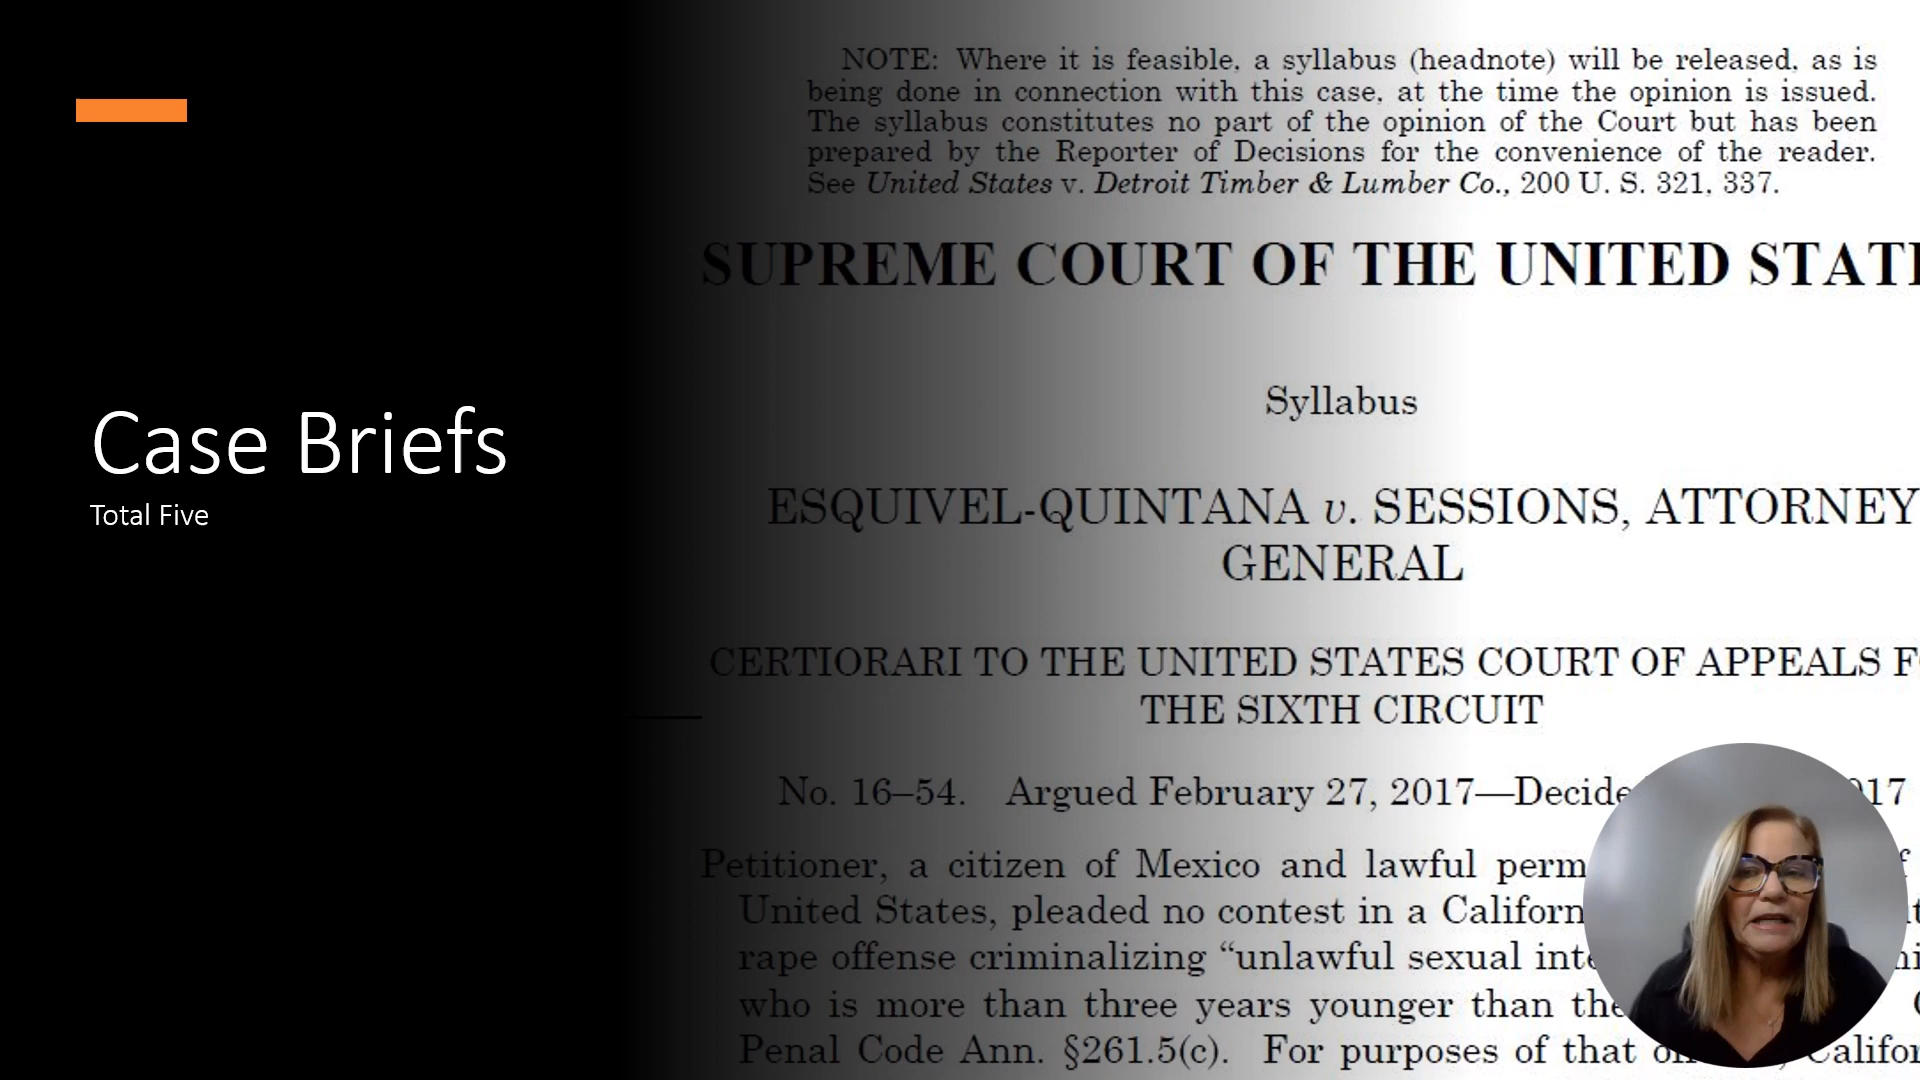 Case Briefs
Total Five
NOTE: Where it is feasible, a syllabus (headnote) will be released, as is
being done in connection with this case, at the time the opinion is issued.
The syllabus constitutes no part of the opinion of the Court but has been
prepared by the Reporter of Decisions for the convenience of the reader.
See United States v. Detroit Timber & Lumber Co., 200 U. S. 321, 337.
SUPREME COURT OF THE UNITED STATE
Syllabus
ESQUIVEL-QUINTANA v. SESSIONS, ATTORNEY
GENERAL
CERTIORARI TO THE UNITED STATES COURT OF APPEALS F
THE SIXTH CIRCUIT
No. 16–54. Argued February 27, 2017—Decide 017
Petitioner, a citizen of Mexico and lawful perm
United States, pleaded no contest in a Californ
rape offense criminalizing “unlawful sexual inte
who is more than three years younger than the
Penal Code Ann. §261.5(c). For purposes of that of Califor